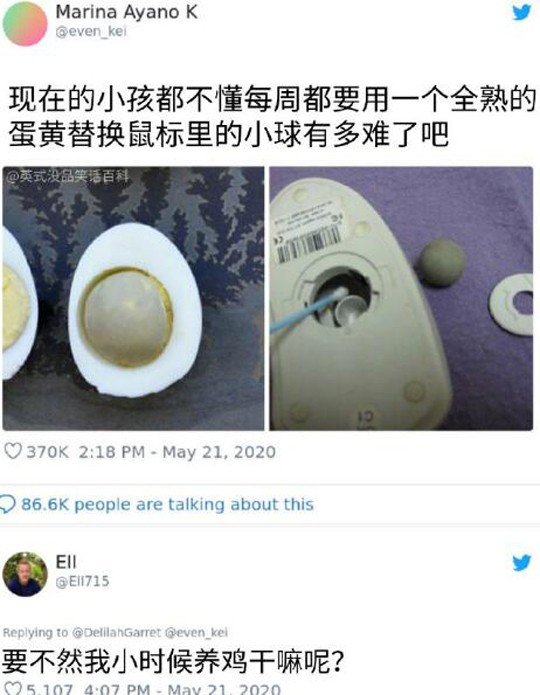 Marina Ayano K
@even_kei
现在的小孩都不懂每周都要用一个全熟的
蛋黄替换鼠标里的小球有多难了吧
@英式没品笑话百科
370K 2:18 PM - May 21, 2020
86.6K people are talking about this
Ell
@Ell715
Replying to @DelilahGarret @even_kei
要不然我小时候养鸡干嘛呢?
5,107 4:07 PM - May 21, 2020